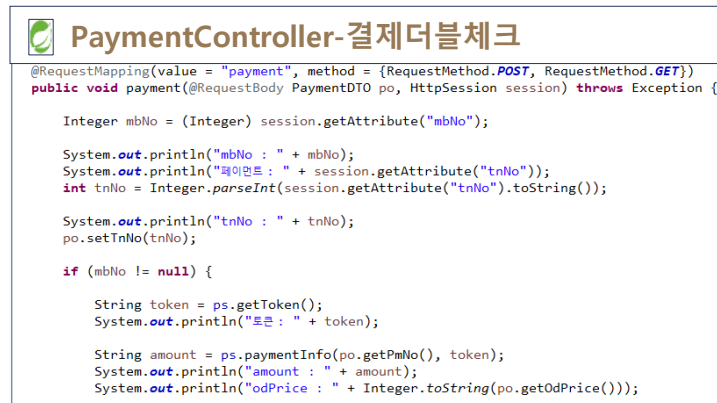 PaymentController-결제더블체크
@RequestMapping(value = "payment", method = {RequestMethod.POST, RequestMethod.GET})
public void payment(@RequestBody PaymentDTO po, HttpSession session) throws Exception {
Integer mbNo = (Integer) session.getAttribute("mbNo");
System.out.println("mbNo : " + mbNo);
System.out.println("페이먼트 : " + session.getAttribute("tnNo"));
int tnNo = Integer.parseInt(session.getAttribute("tnNo").toString());
System.out.println("tnNo : " + tnNo);
po.setTnNo(tnNo);
if (mbNo != null) {
String token = ps.getToken();
System.out.println("토큰 : " + token);
String amount = ps.paymentInfo(po.getPmNo(), token);
System.out.println("amount : " + amount);
System.out.println("odPrice : " + Integer.toString(po.getOdPrice()));